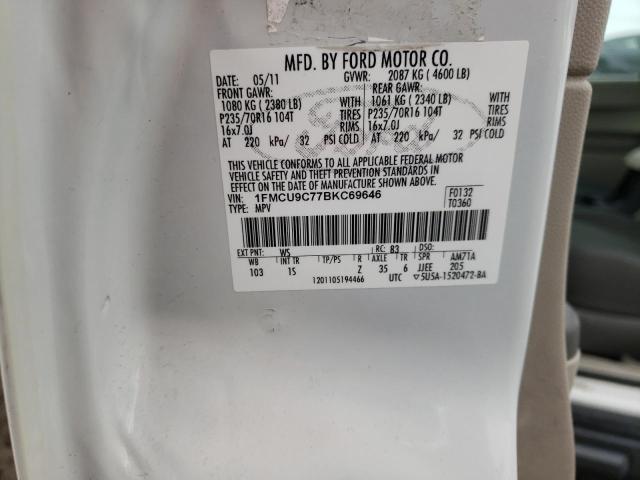 MFD. BY FORD MOTOR CO.
DATE: 05/11 GVWR: 2087 KG ( 4600 LB)
FRONT GAWR: REAR GAWR:
1080 KG ( 2380 LB) WITH 1061 KG ( 2340 LB) WITH
P235/70R16 104T TIRES P235/70R16 104T TIRES
16x7.0J RIMS 16x7.0J RIMS
AT 220 kPa/ 32 PSI COLD AT 220 kPa/ 32 PSI COLD
THIS VEHICLE CONFORMS TO ALL APPLICABLE FEDERAL MOTOR
VEHICLE SAFETY AND THEFT PREVENTION STANDARDS IN
EFFECT ON THE DATE OF MANUFACTURE SHOWN ABOVE.
VIN: 1FMCU9C77BKC69646 F0132
TYPE: MPV T0360
EXT PNT: WS RC: 83 DSO:
WB INT TR TP/PS R AXLE TR SPR AM71A
103 1S Z 35 6 JJEE 205
1201105194466 UTC ▽5U5A-1520472-BA